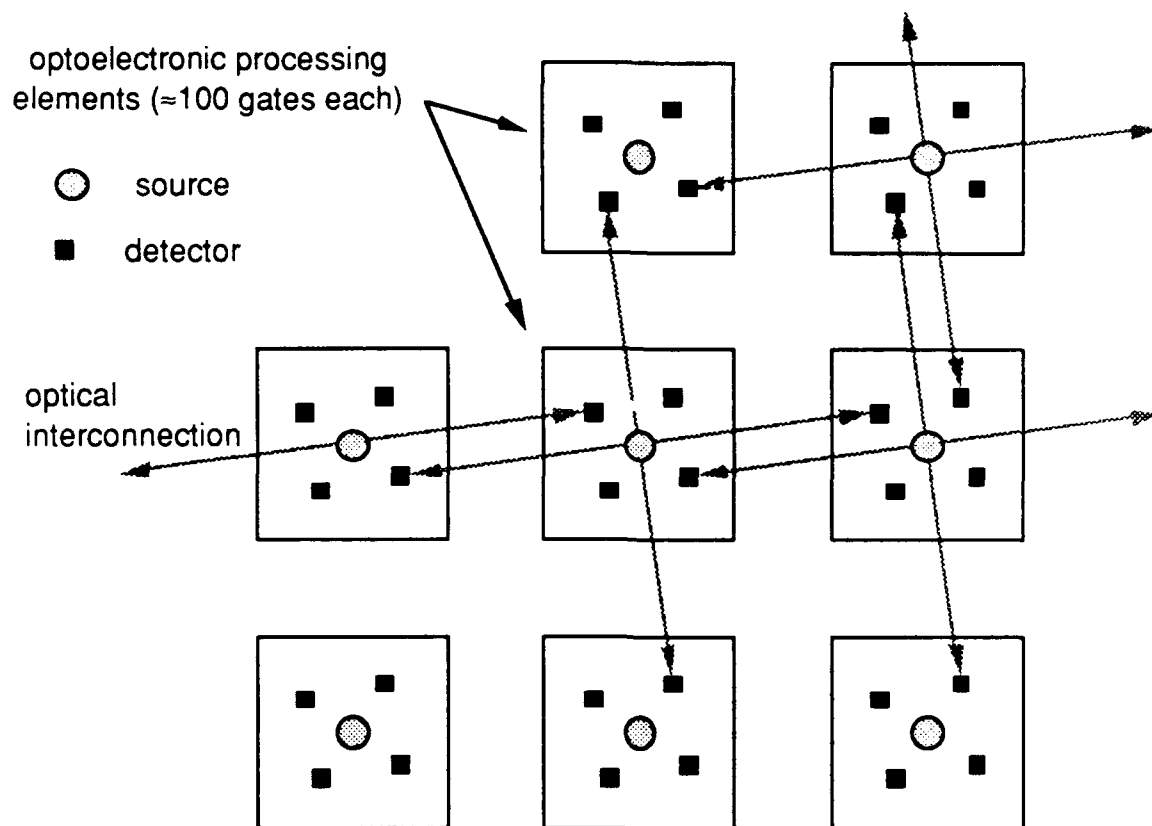 optoelectronic processing
elements (≈100 gates each)
source
detector
optical
interconnection